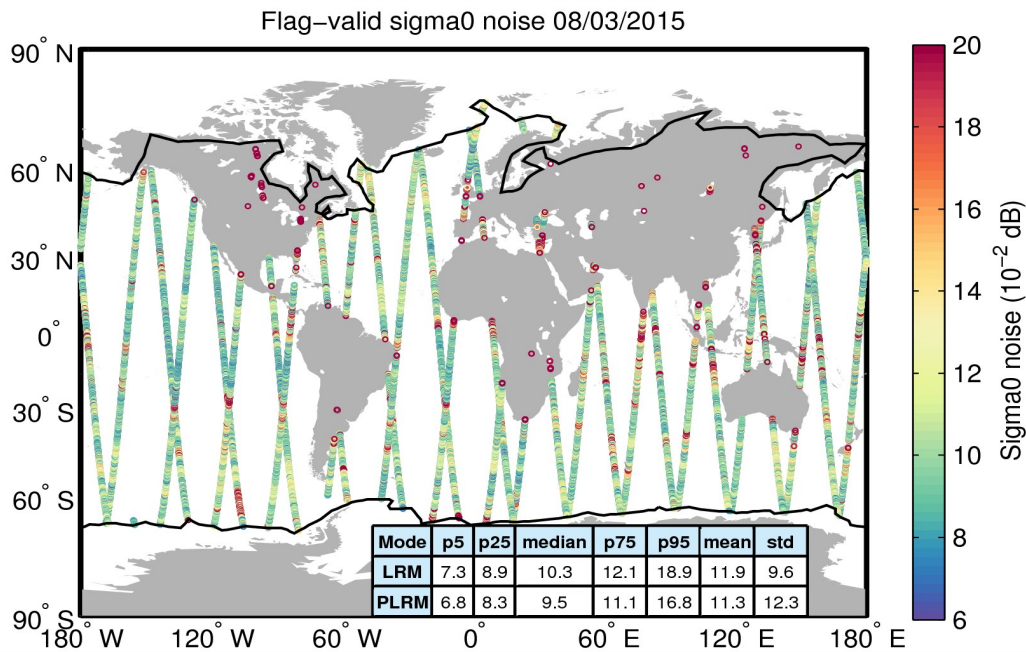 Flag−valid sigma0 noise 08/03/2015
90° N
60° N
30° N
0°
30° S
60° S
90° S
180° W
120° W
60° W
0°
60° E
120° E
180° E
Mode p5 p25 median p75 p95 mean std
LRM 7.3 8.9 10.3 12.1 18.9 11.9 9.6
PLRM 6.8 8.3 9.5 11.1 16.8 11.3 12.3
20
18
16
14
12
10
8
6
Sigma0 noise (10⁻² dB)